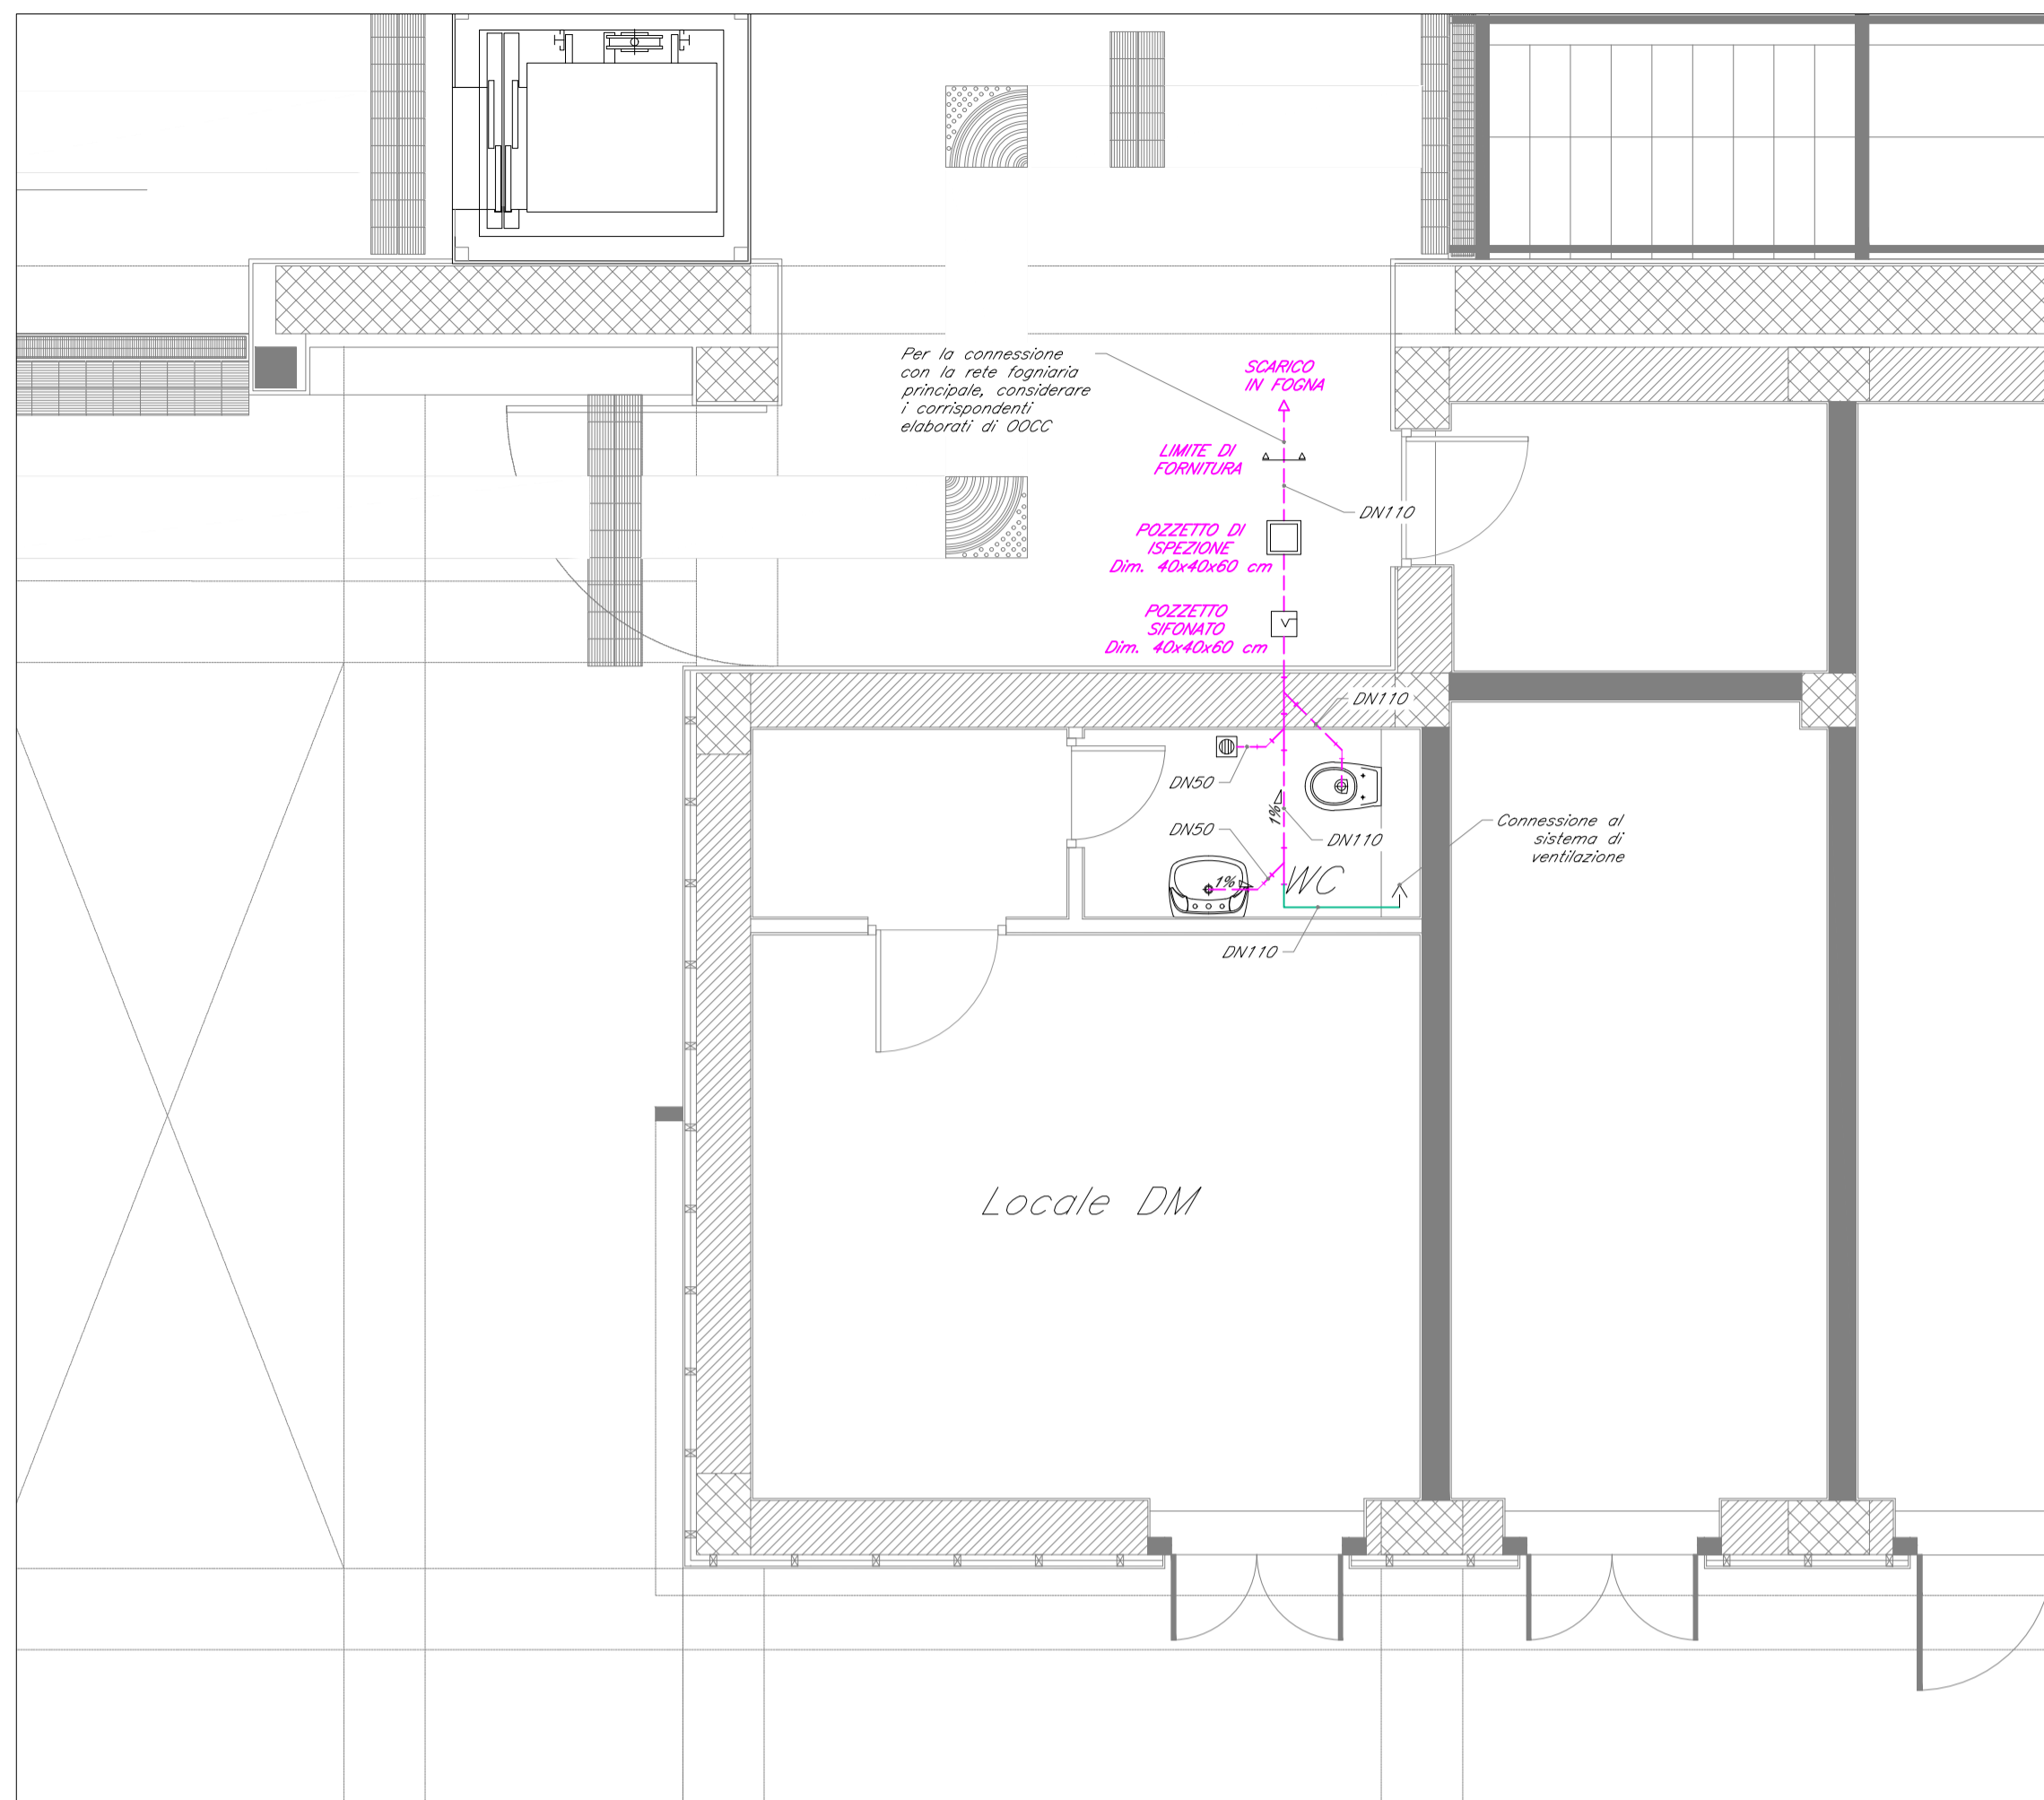 Per la connessione
con la rete fogniaria
principale, considerare
i corrispondenti
elaborati di OOCC
SCARICO
IN FOGNA
LIMITE DI
FORNITURA
DN110
POZZETTO DI
ISPEZIONE
Dim. 40x40x60 cm
POZZETTO
SIFONATO
Dim. 40x40x60 cm
DN110
DN50
1%
DN50
DN110
Connessione al
sistema di
ventilazione
1%
WC
DN110
Locale DM